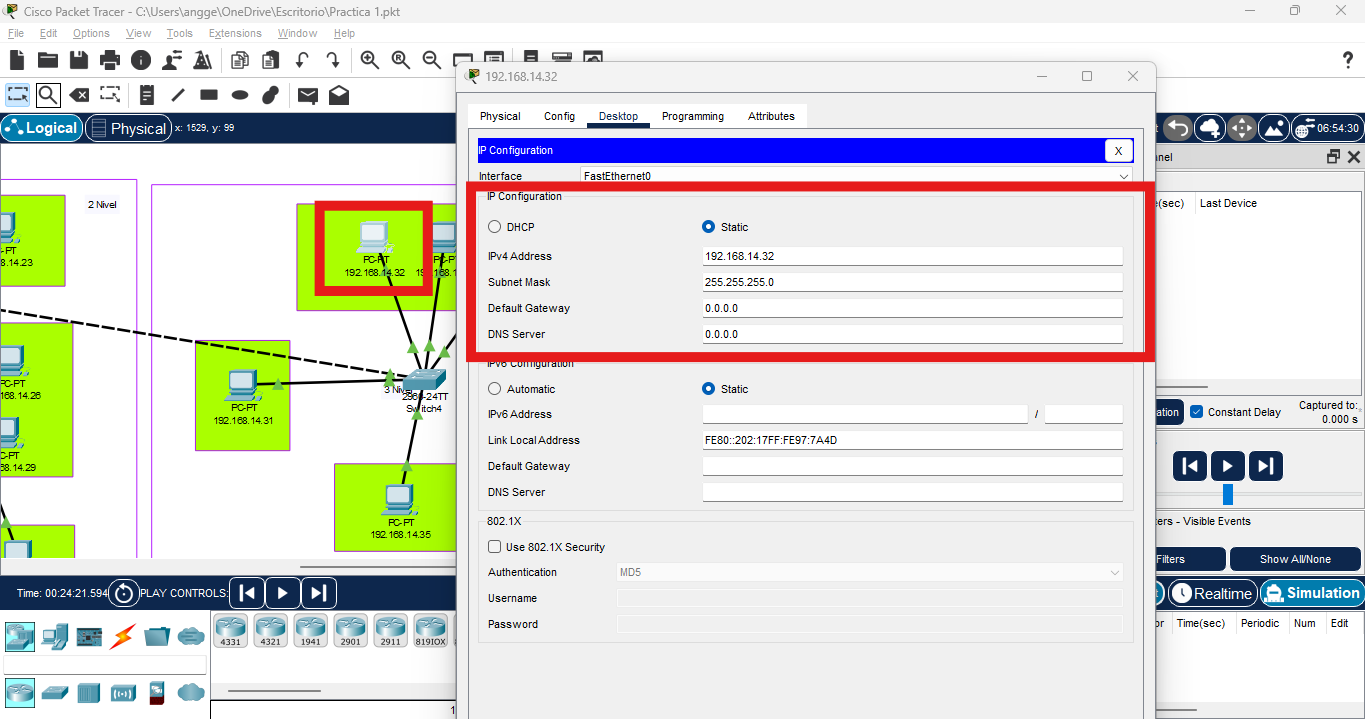 Cisco Packet Tracer - C:\Users\angge\OneDrive\Escritorio\Practica 1.pkt
File Edit Options View Tools Extensions Window Help
?
192.168.14.32
Logical Physical x: 1529, y: 99
06:54:30
Physical Config Desktop Programming Attributes
IP Configuration X
Interface FastEthernet0
IP Configuration
DHCP Static
IPv4 Address 192.168.14.32
Subnet Mask 255.255.255.0
Default Gateway 0.0.0.0
DNS Server 0.0.0.0
IPv6 Configuration
Automatic Static
IPv6 Address /
Link Local Address FE80::202:17FF:FE97:7A4D
Default Gateway
DNS Server
802.1X
Use 802.1X Security
Authentication MD5
Username
Password
2 Nivel
-PT
8.14.23
PC-PT
192.168.14.32
PC-PT
192.168.14.31
3 Nivel
2960-24TT
Switch4
PC-PT
168.14.26
C-PT
68.14.29
PC-PT
192.168.14.35
nel
e(sec) Last Device
ation Constant Delay Captured to:
0.000 s
ters - Visible Events
Filters Show All/None
Time: 00:24:21.594 PLAY CONTROLS:
Realtime Simulation
or Time(sec) Periodic Num Edit
4331 4321 1941 2901 2911 819IOX
1